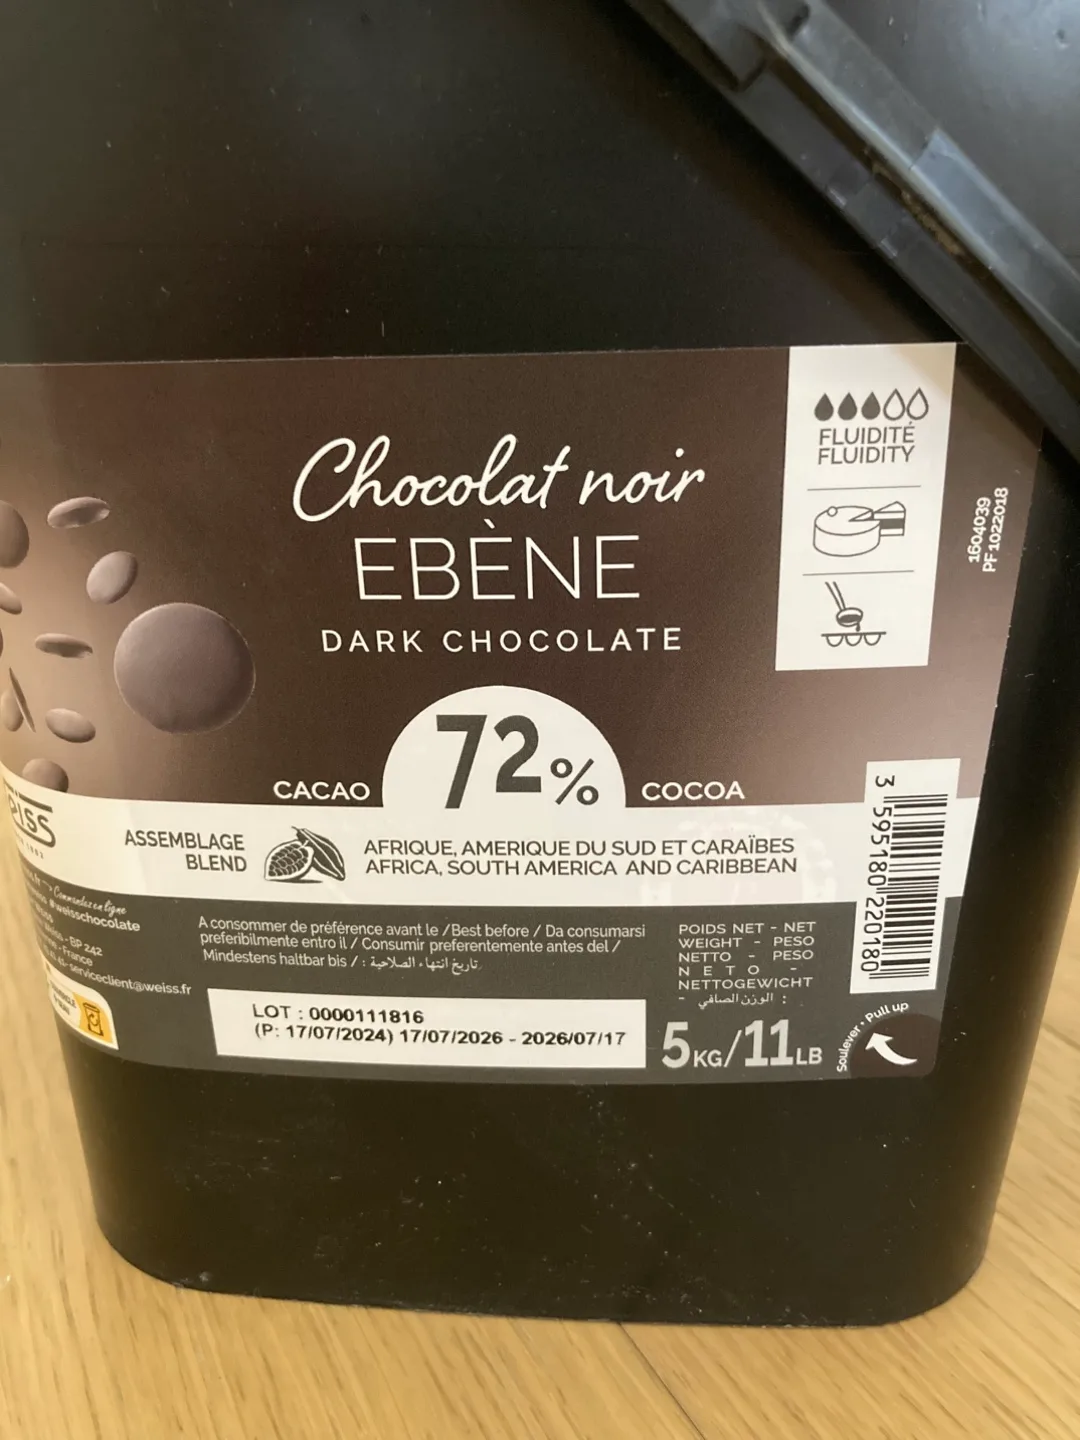 Chocolat noir
EBÈNE
DARK CHOCOLATE
72%
CACAO
COCOA
ASSEMBLAGE
BLEND
AFRIQUE, AMERIQUE DU SUD ET CARAÏBES
AFRICA, SOUTH AMERICA AND CARIBBEAN
FLUIDITÉ
FLUIDITY
1604039
PF 1022018
Commandez en ligne
#weisschocolate
- BP 242
- France
serviceclient@weiss.fr
A consommer de préférence avant le /Best before / Da consumarsi
preferibilmente entro il / Consumir preferentemente antes del /
Mindestens haltbar bis / : تاريخ انتهاء الصلاحية
LOT : 0000111816
(P: 17/07/2024) 17/07/2026 - 2026/07/17
POIDS NET - NET
WEIGHT - PESO
NETTO - PESO
NETO -
NETTOGEWICHT
- الوزن الصافي :
5KG/11LB
3 595180 220180
Soulever • Pull up